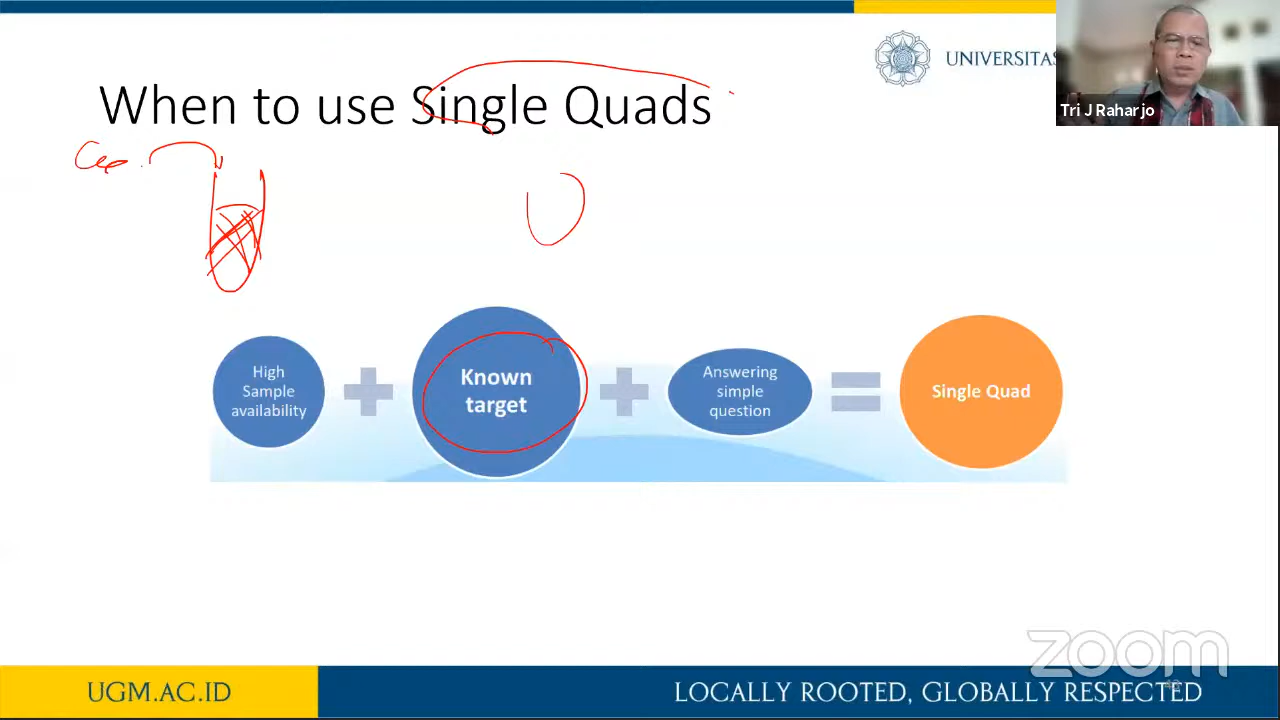 UNIVERSITAS
Tri J Raharjo
When to use Single Quads
High
Sample
availability
Known
target
Answering
simple
question
Single Quad
zoom
UGM.AC.ID
LOCALLY ROOTED, GLOBALLY RESPECTED